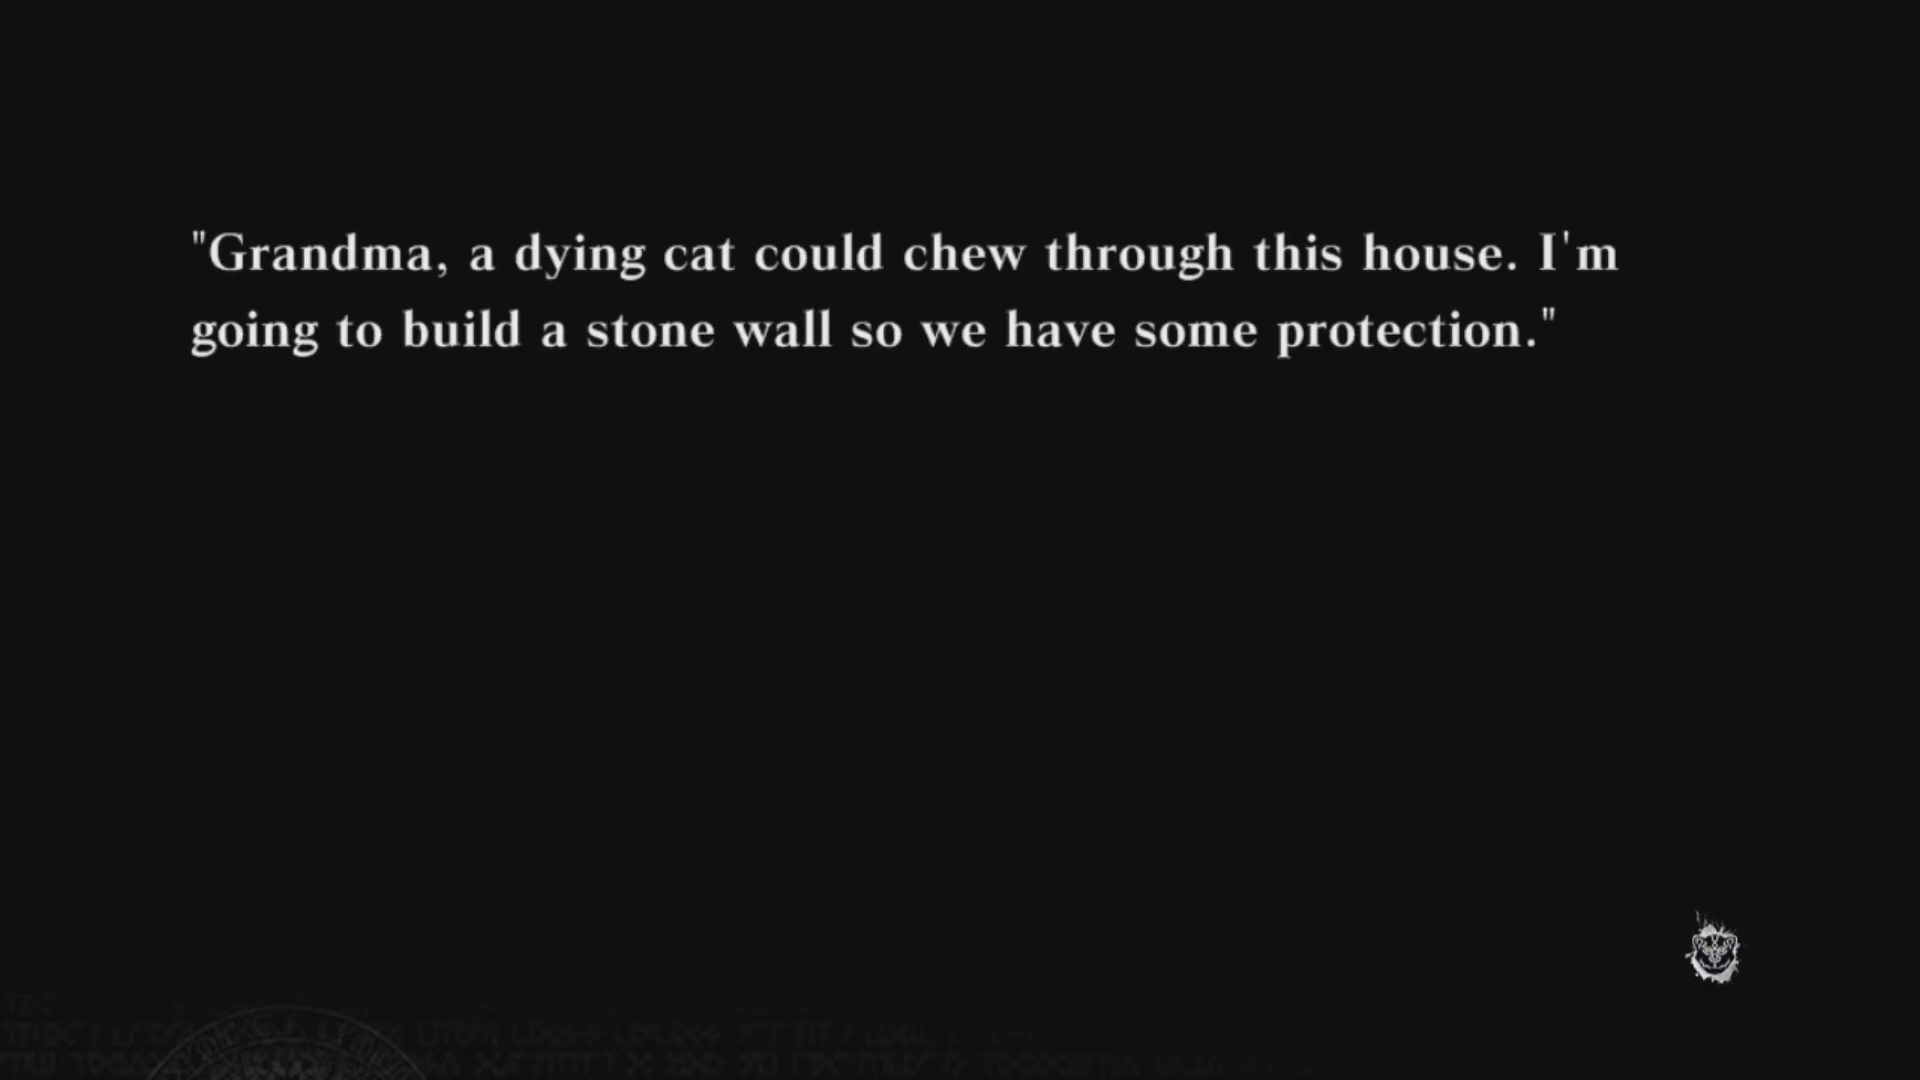 "Grandma, a dying cat could chew through this house. I'm
going to build a stone wall so we have some protection."